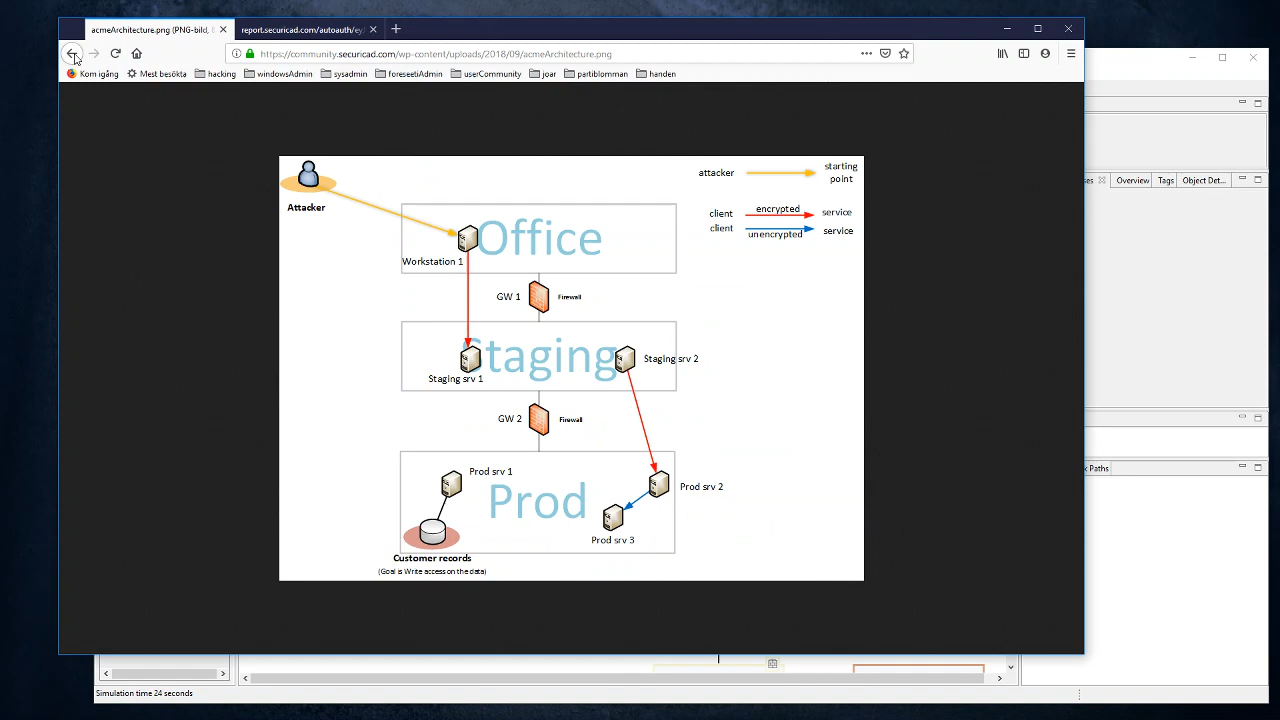 acmeArchitecture.png (PNG-bild,
report.securicad.com/autoauth/ey
https://community.securicad.com/wp-content/uploads/2018/09/acmeArchitecture.png
Kom igång
Mest besökta
hacking
windowsAdmin
sysadmin
foreseetiAdmin
userCommunity
joar
partiblomman
handen
Attacker
attacker
starting
point
client
encrypted
service
client
unencrypted
service
Office
Workstation 1
GW 1
Firewall
Staging
Staging srv 1
Staging srv 2
GW 2
Firewall
Prod
Prod srv 1
Prod srv 2
Prod srv 3
Customer records
(Goal is Write access on the data)
Overview
Tags
Object Det...
Paths
Simulation time 24 seconds